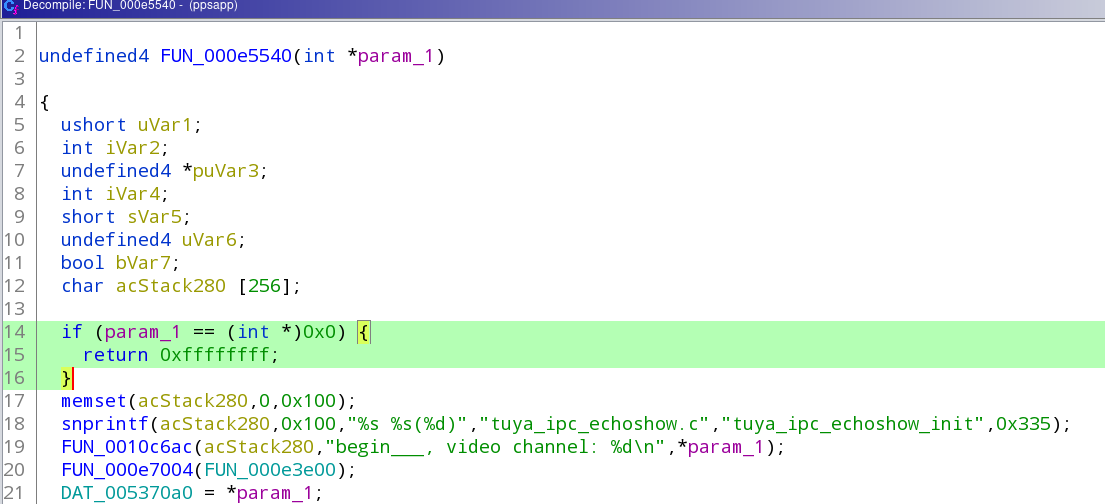 Decompile: FUN_000e5540 - (ppsapp)
1
2 undefined4 FUN_000e5540(int *param_1)
3
4 {
5 ushort uVar1;
6 int iVar2;
7 undefined4 *puVar3;
8 int iVar4;
9 short sVar5;
10 undefined4 uVar6;
11 bool bVar7;
12 char acStack280 [256];
13
14 if (param_1 == (int *)0x0) {
15 return 0xffffffff;
16 }
17 memset(acStack280,0,0x100);
18 snprintf(acStack280,0x100,"%s %s(%d)","tuya_ipc_echoshow.c","tuya_ipc_echoshow_init",0x335);
19 FUN_0010c6ac(acStack280,"begin___, video channel: %d\n",*param_1);
20 FUN_000e7004(FUN_000e3e00);
21 DAT_005370a0 = *param_1;